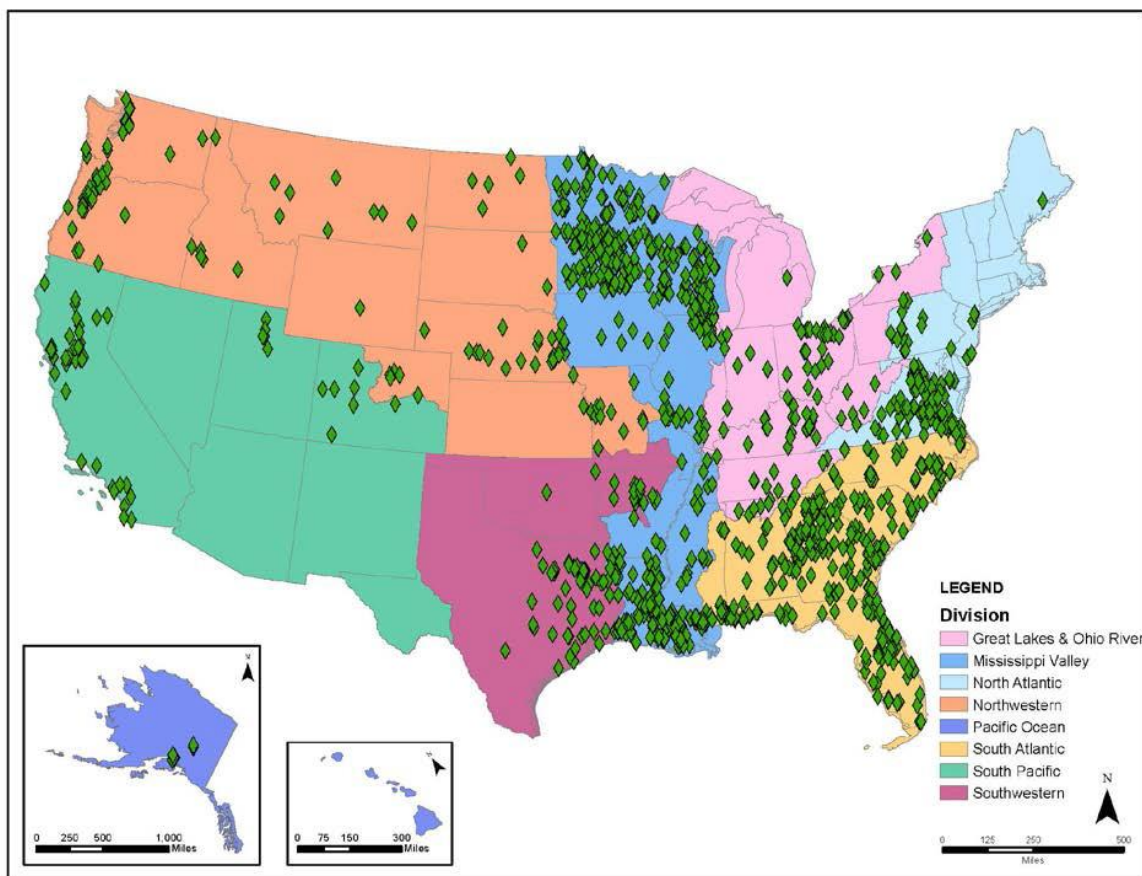 LEGEND
Division
Great Lakes & Ohio River
Mississippi Valley
North Atlantic
Northwestern
Pacific Ocean
South Atlantic
South Pacific
Southwestern
N
0 125 250 500
Miles
N
0 250 500 1,000
Miles
0 75 150 300
Miles